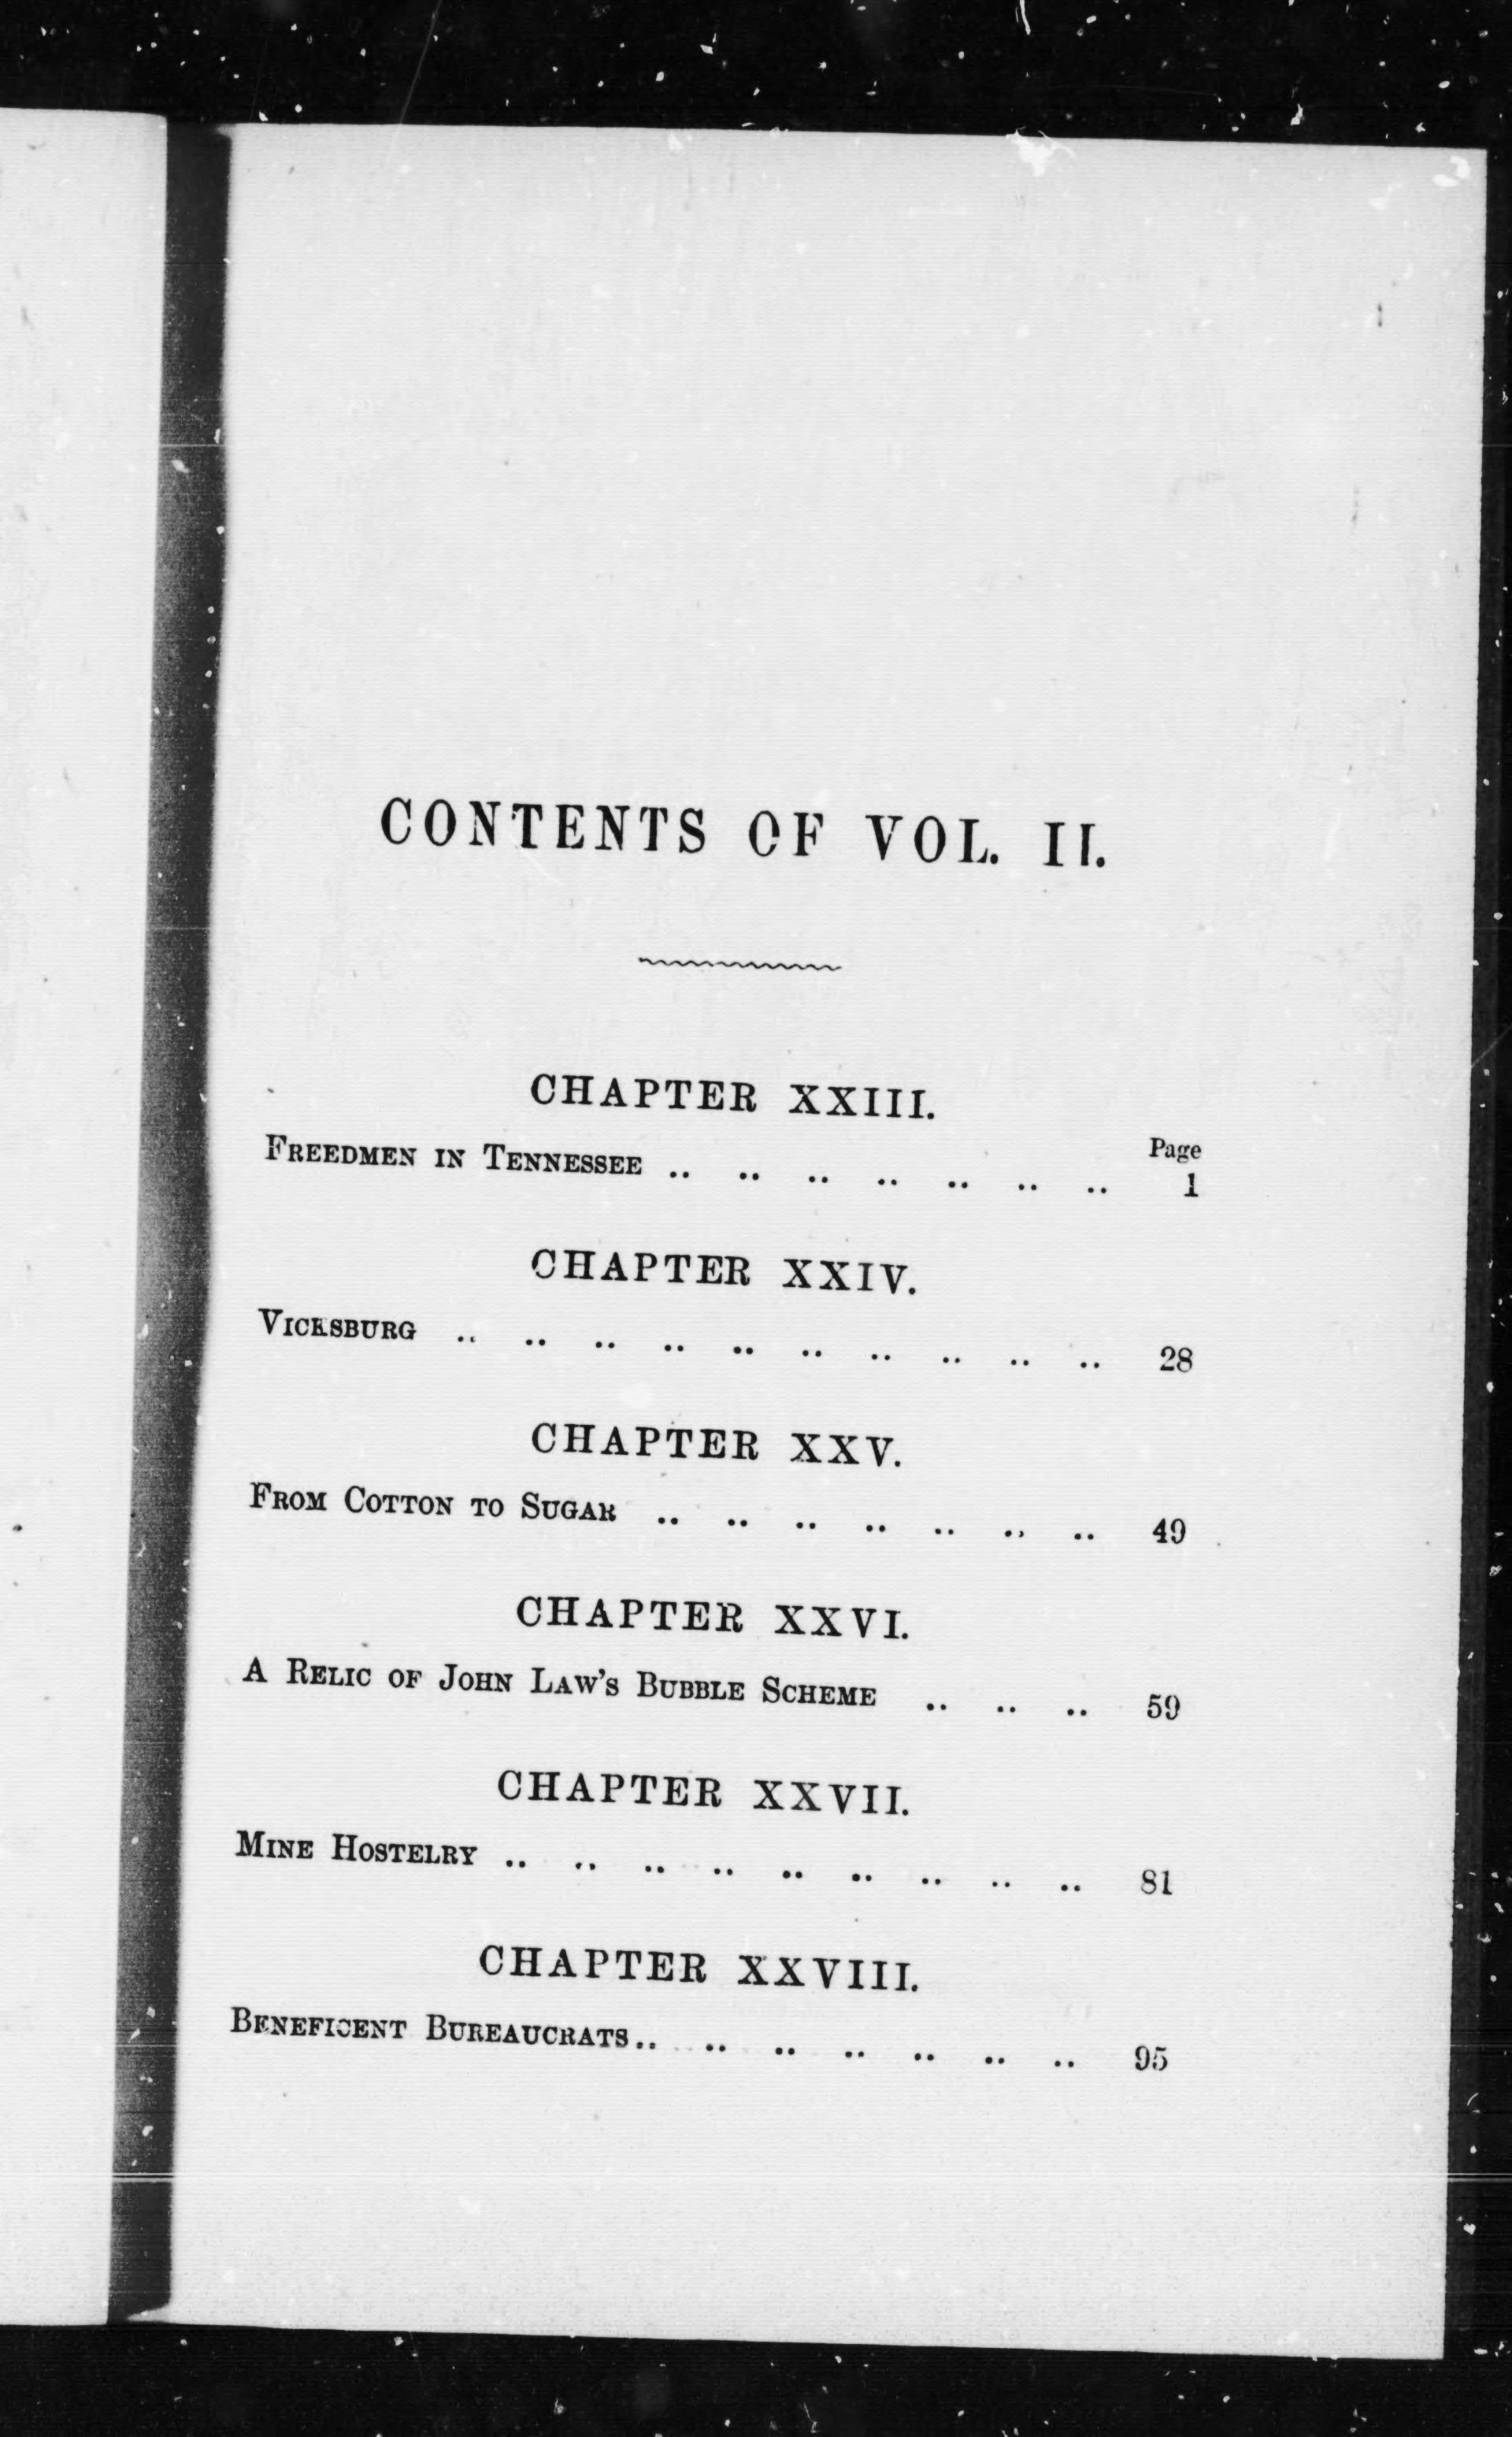 CONTENTS OF VOL. II.
CHAPTER XXIII.
Page
FREEDMEN IN TENNESSEE .. .. .. .. .. .. .. 1
CHAPTER XXIV.
VICKSBURG .. .. .. .. .. .. .. .. .. .. 28
CHAPTER XXV.
FROM COTTON TO SUGAR .. .. .. .. .. .. .. 49
CHAPTER XXVI.
A RELIC OF JOHN LAW'S BUBBLE SCHEME .. .. .. 59
CHAPTER XXVII.
MINE HOSTELRY .. .. .. .. .. .. .. .. .. 81
CHAPTER XXVIII.
BENEFICENT BUREAUCRATS .. .. .. .. .. .. .. 95